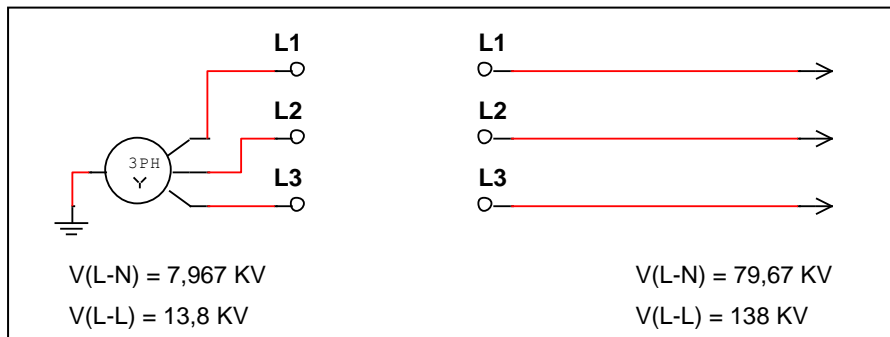 L1
L1
L2
L2
3PH
Y
L3
L3
V(L-N) = 7,967 KV
V(L-N) = 79,67 KV
V(L-L) = 13,8 KV
V(L-L) = 138 KV